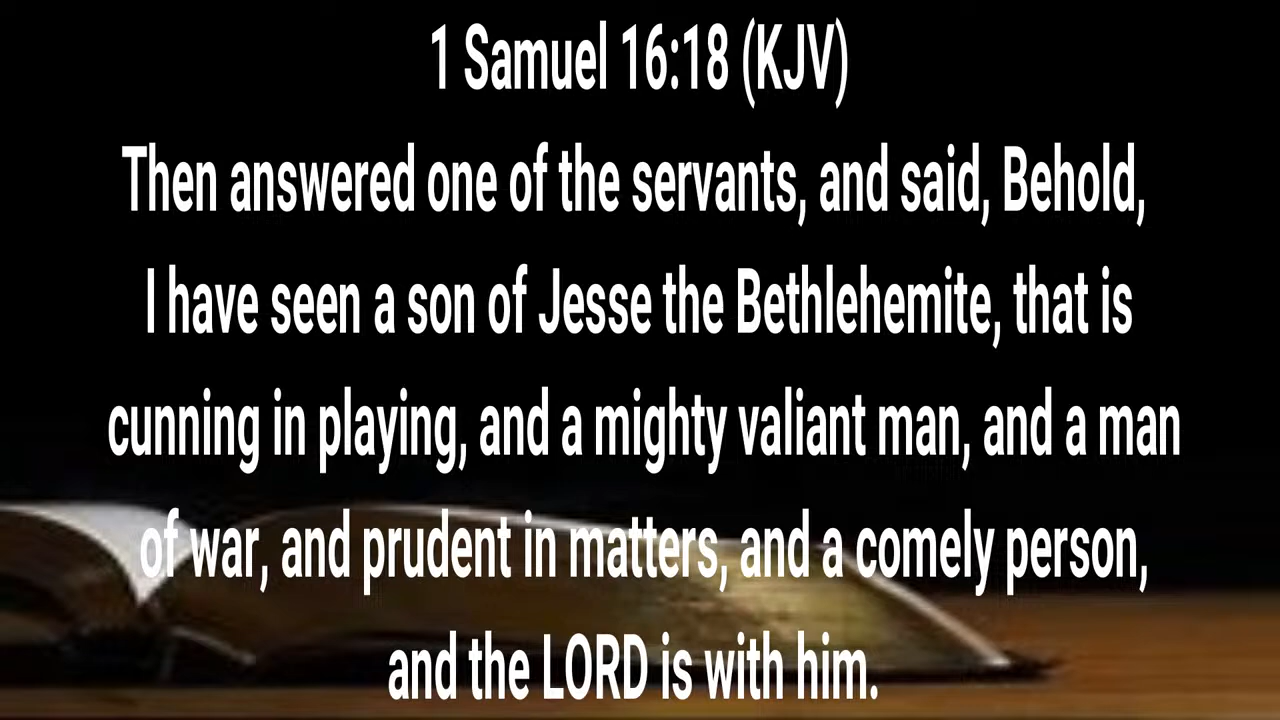 1 Samuel 16:18 (KJV)
Then answered one of the servants, and said, Behold,
I have seen a son of Jesse the Bethlehemite, that is
cunning in playing, and a mighty valiant man, and a man
of war, and prudent in matters, and a comely person,
and the LORD is with him.